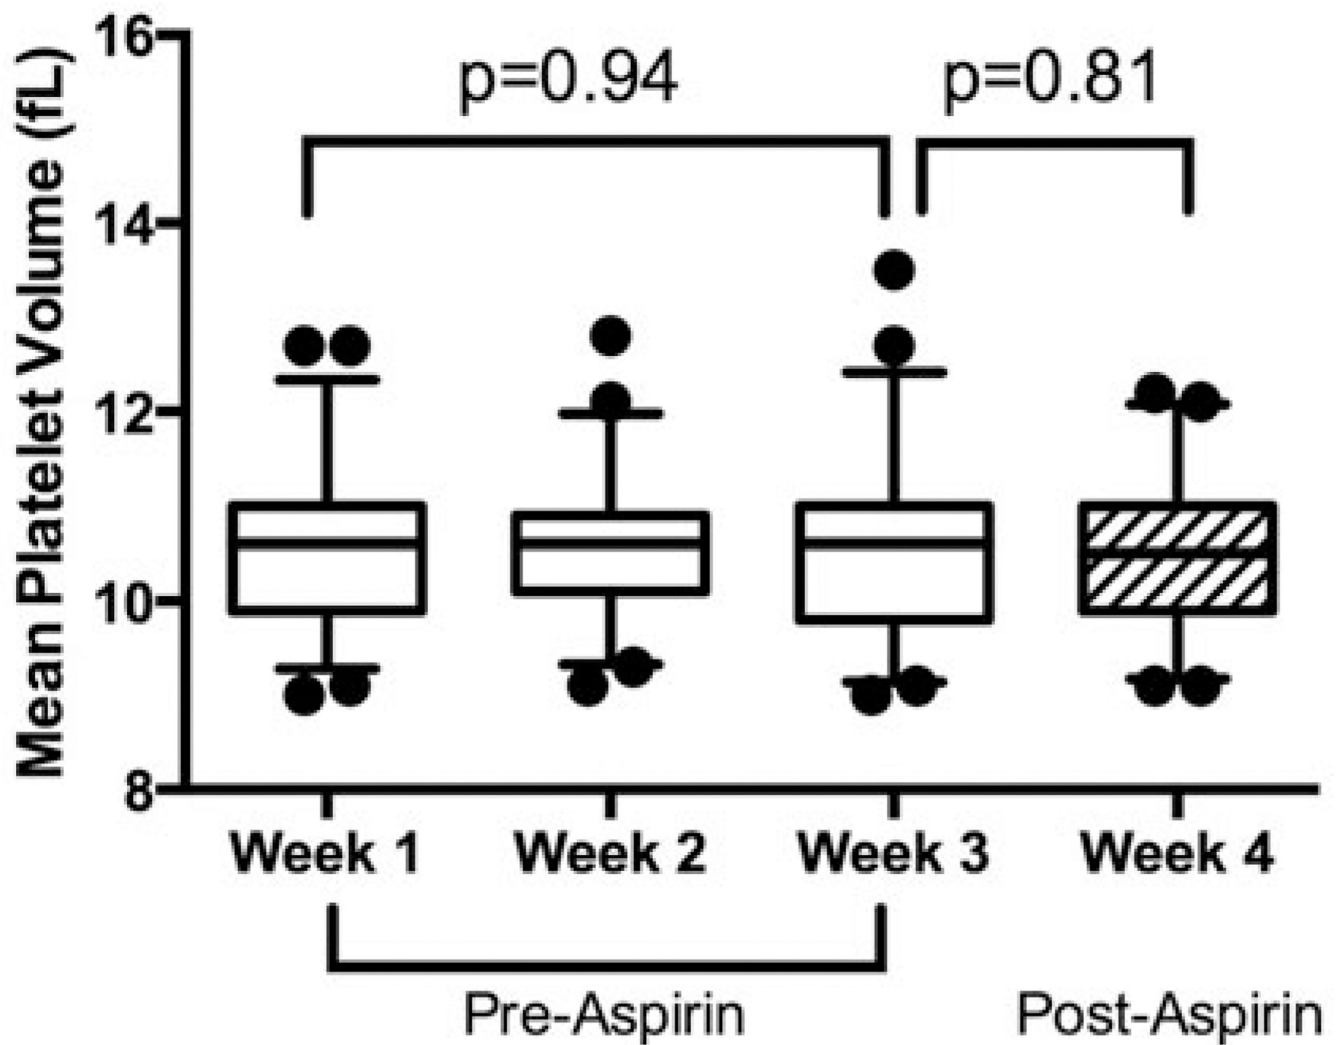 Mean Platelet Volume (fL)
16
14
12
10
8
p=0.94
p=0.81
Week 1
Week 2
Week 3
Week 4
Pre-Aspirin
Post-Aspirin